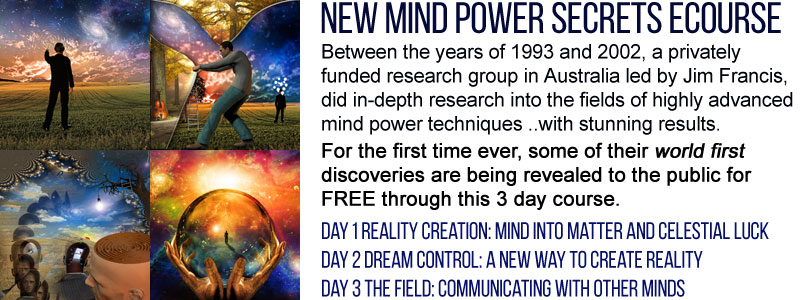 NEW MIND POWER SECRETS ECOURSE
Between the years of 1993 and 2002, a privately
funded research group in Australia led by Jim Francis,
did in-depth research into the fields of highly advanced
mind power techniques ..with stunning results.
For the first time ever, some of their world first
discoveries are being revealed to the public for
FREE through this 3 day course.
DAY 1 REALITY CREATION: MIND INTO MATTER AND CELESTIAL LUCK
DAY 2 DREAM CONTROL: A NEW WAY TO CREATE REALITY
DAY 3 THE FIELD: COMMUNICATING WITH OTHER MINDS